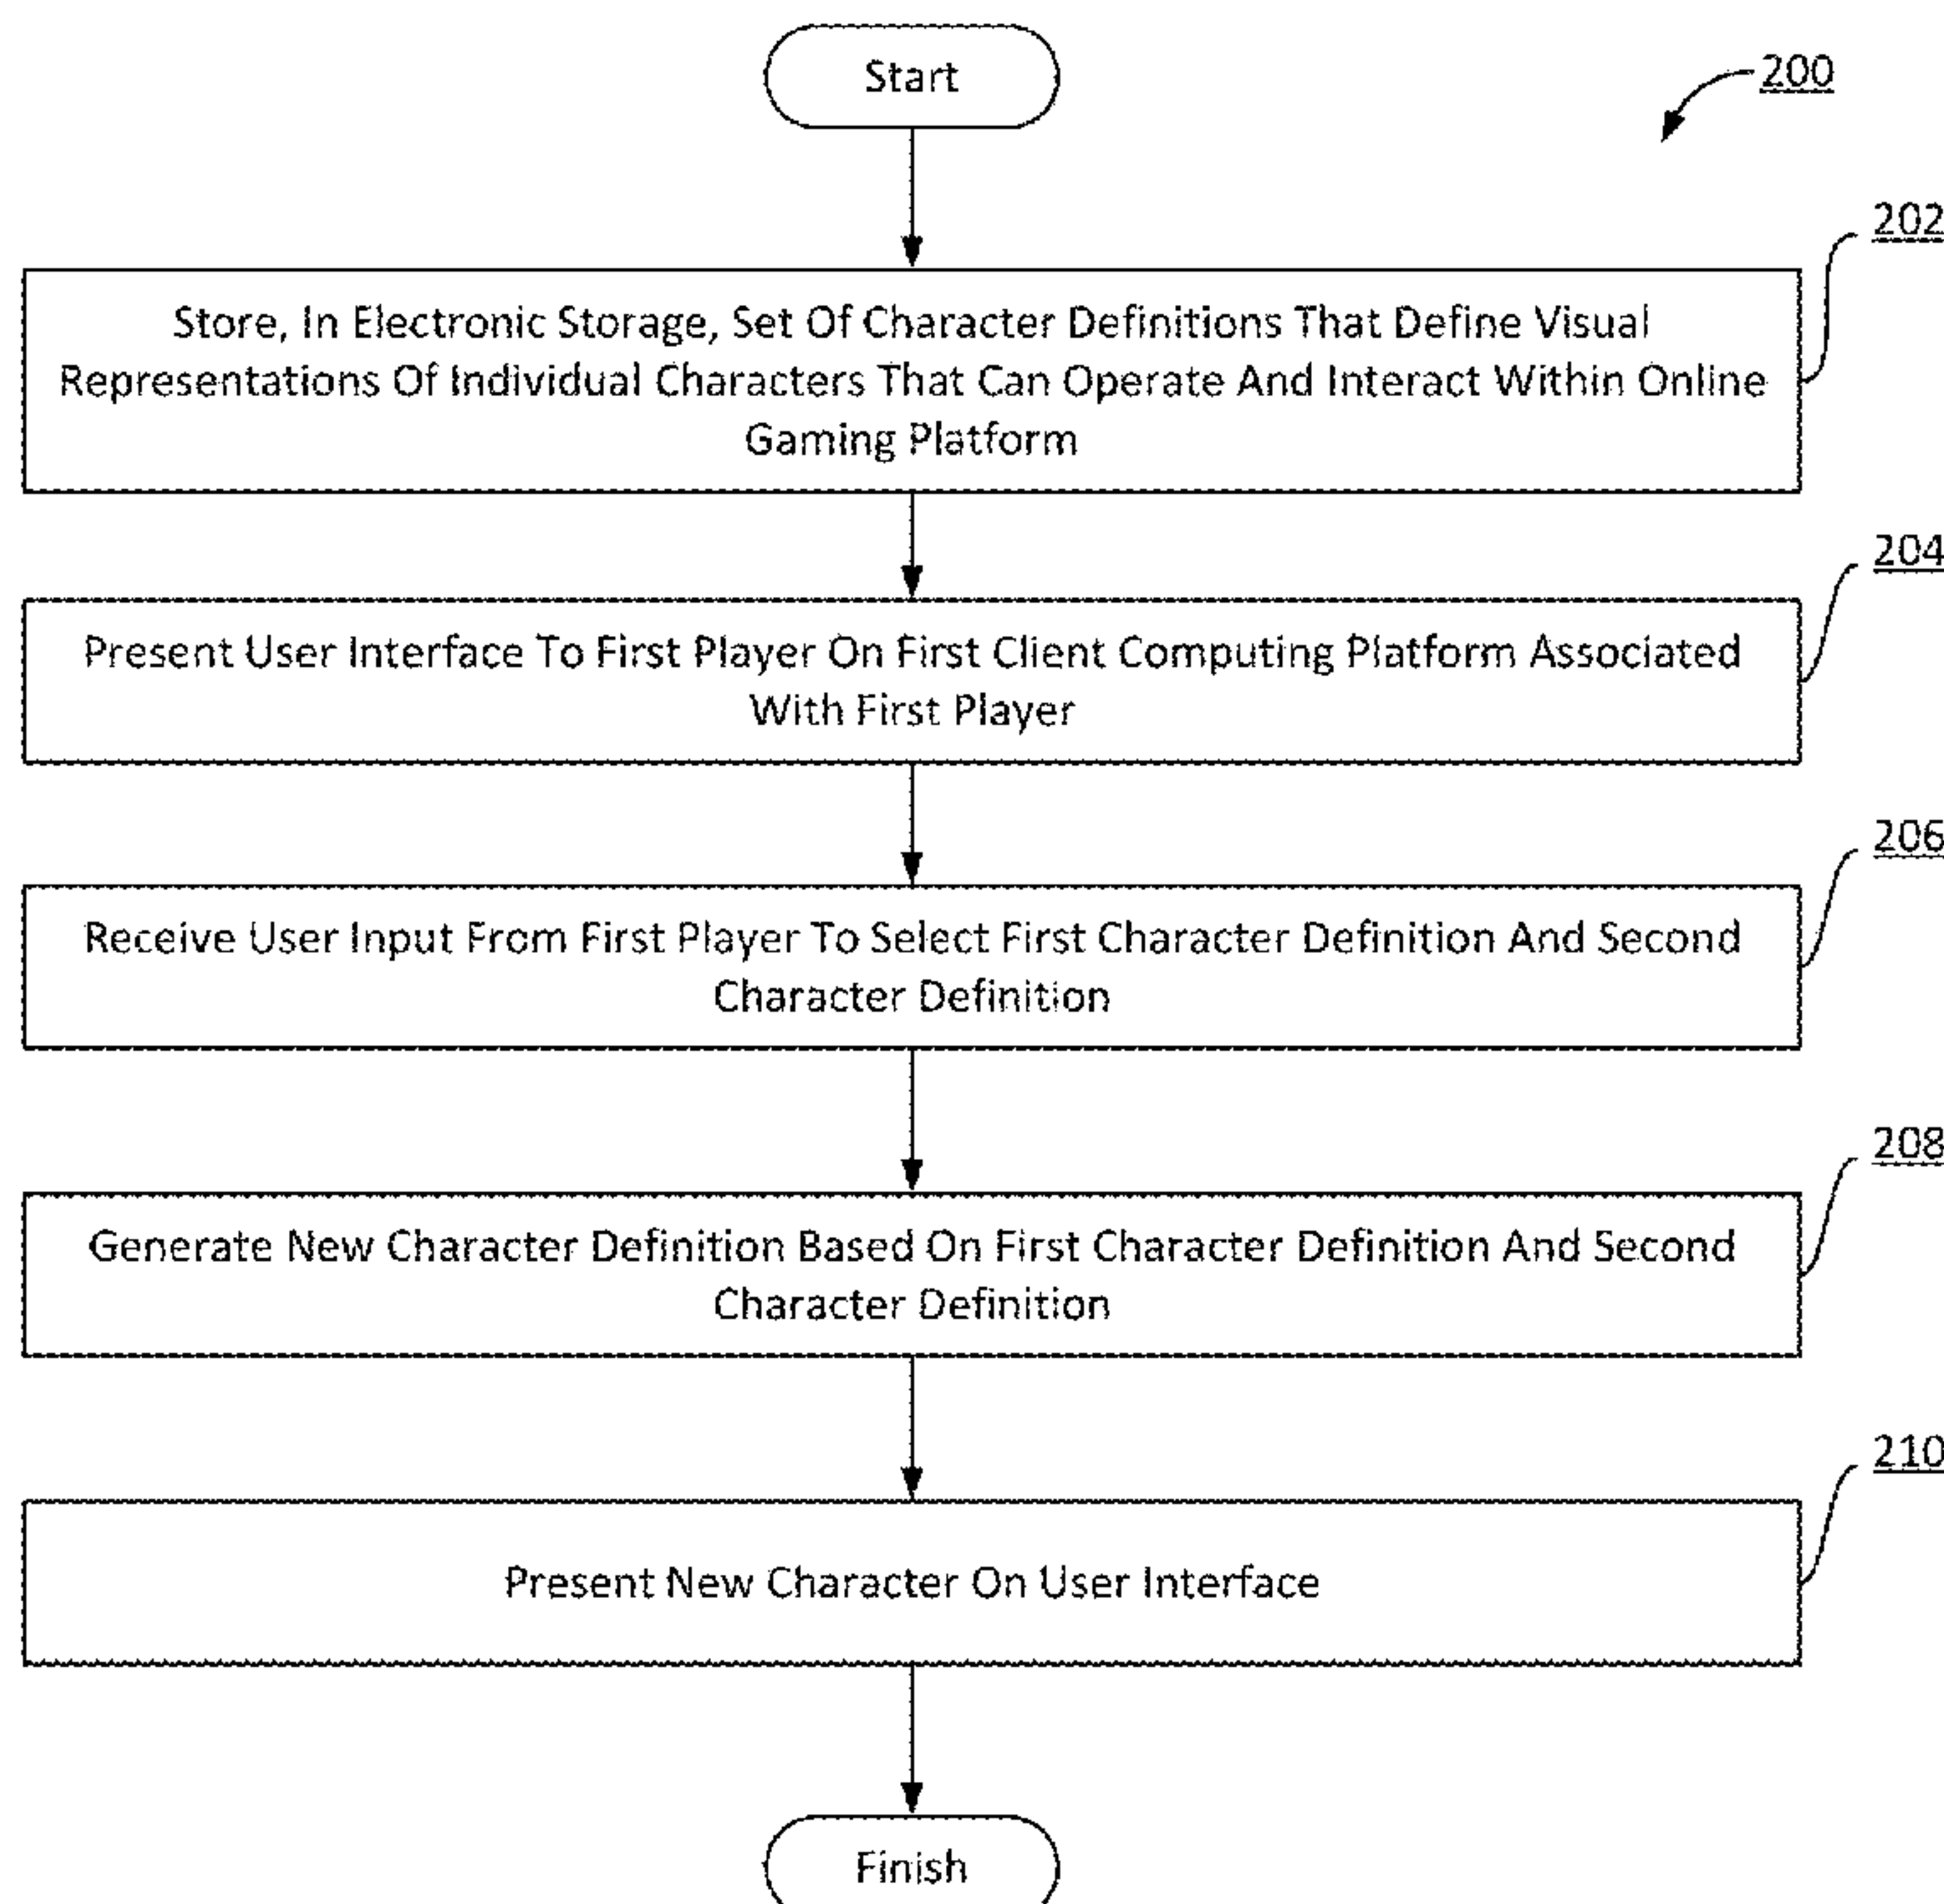 Start
200
202
Store, In Electronic Storage, Set Of Character Definitions That Define Visual
Representations Of Individual Characters That Can Operate And Interact Within Online
Gaming Platform
204
Present User Interface To First Player On First Client Computing Platform Associated
With First Player
206
Receive User Input From First Player To Select First Character Definition And Second
Character Definition
208
Generate New Character Definition Based On First Character Definition And Second
Character Definition
210
Present New Character On User Interface
Finish